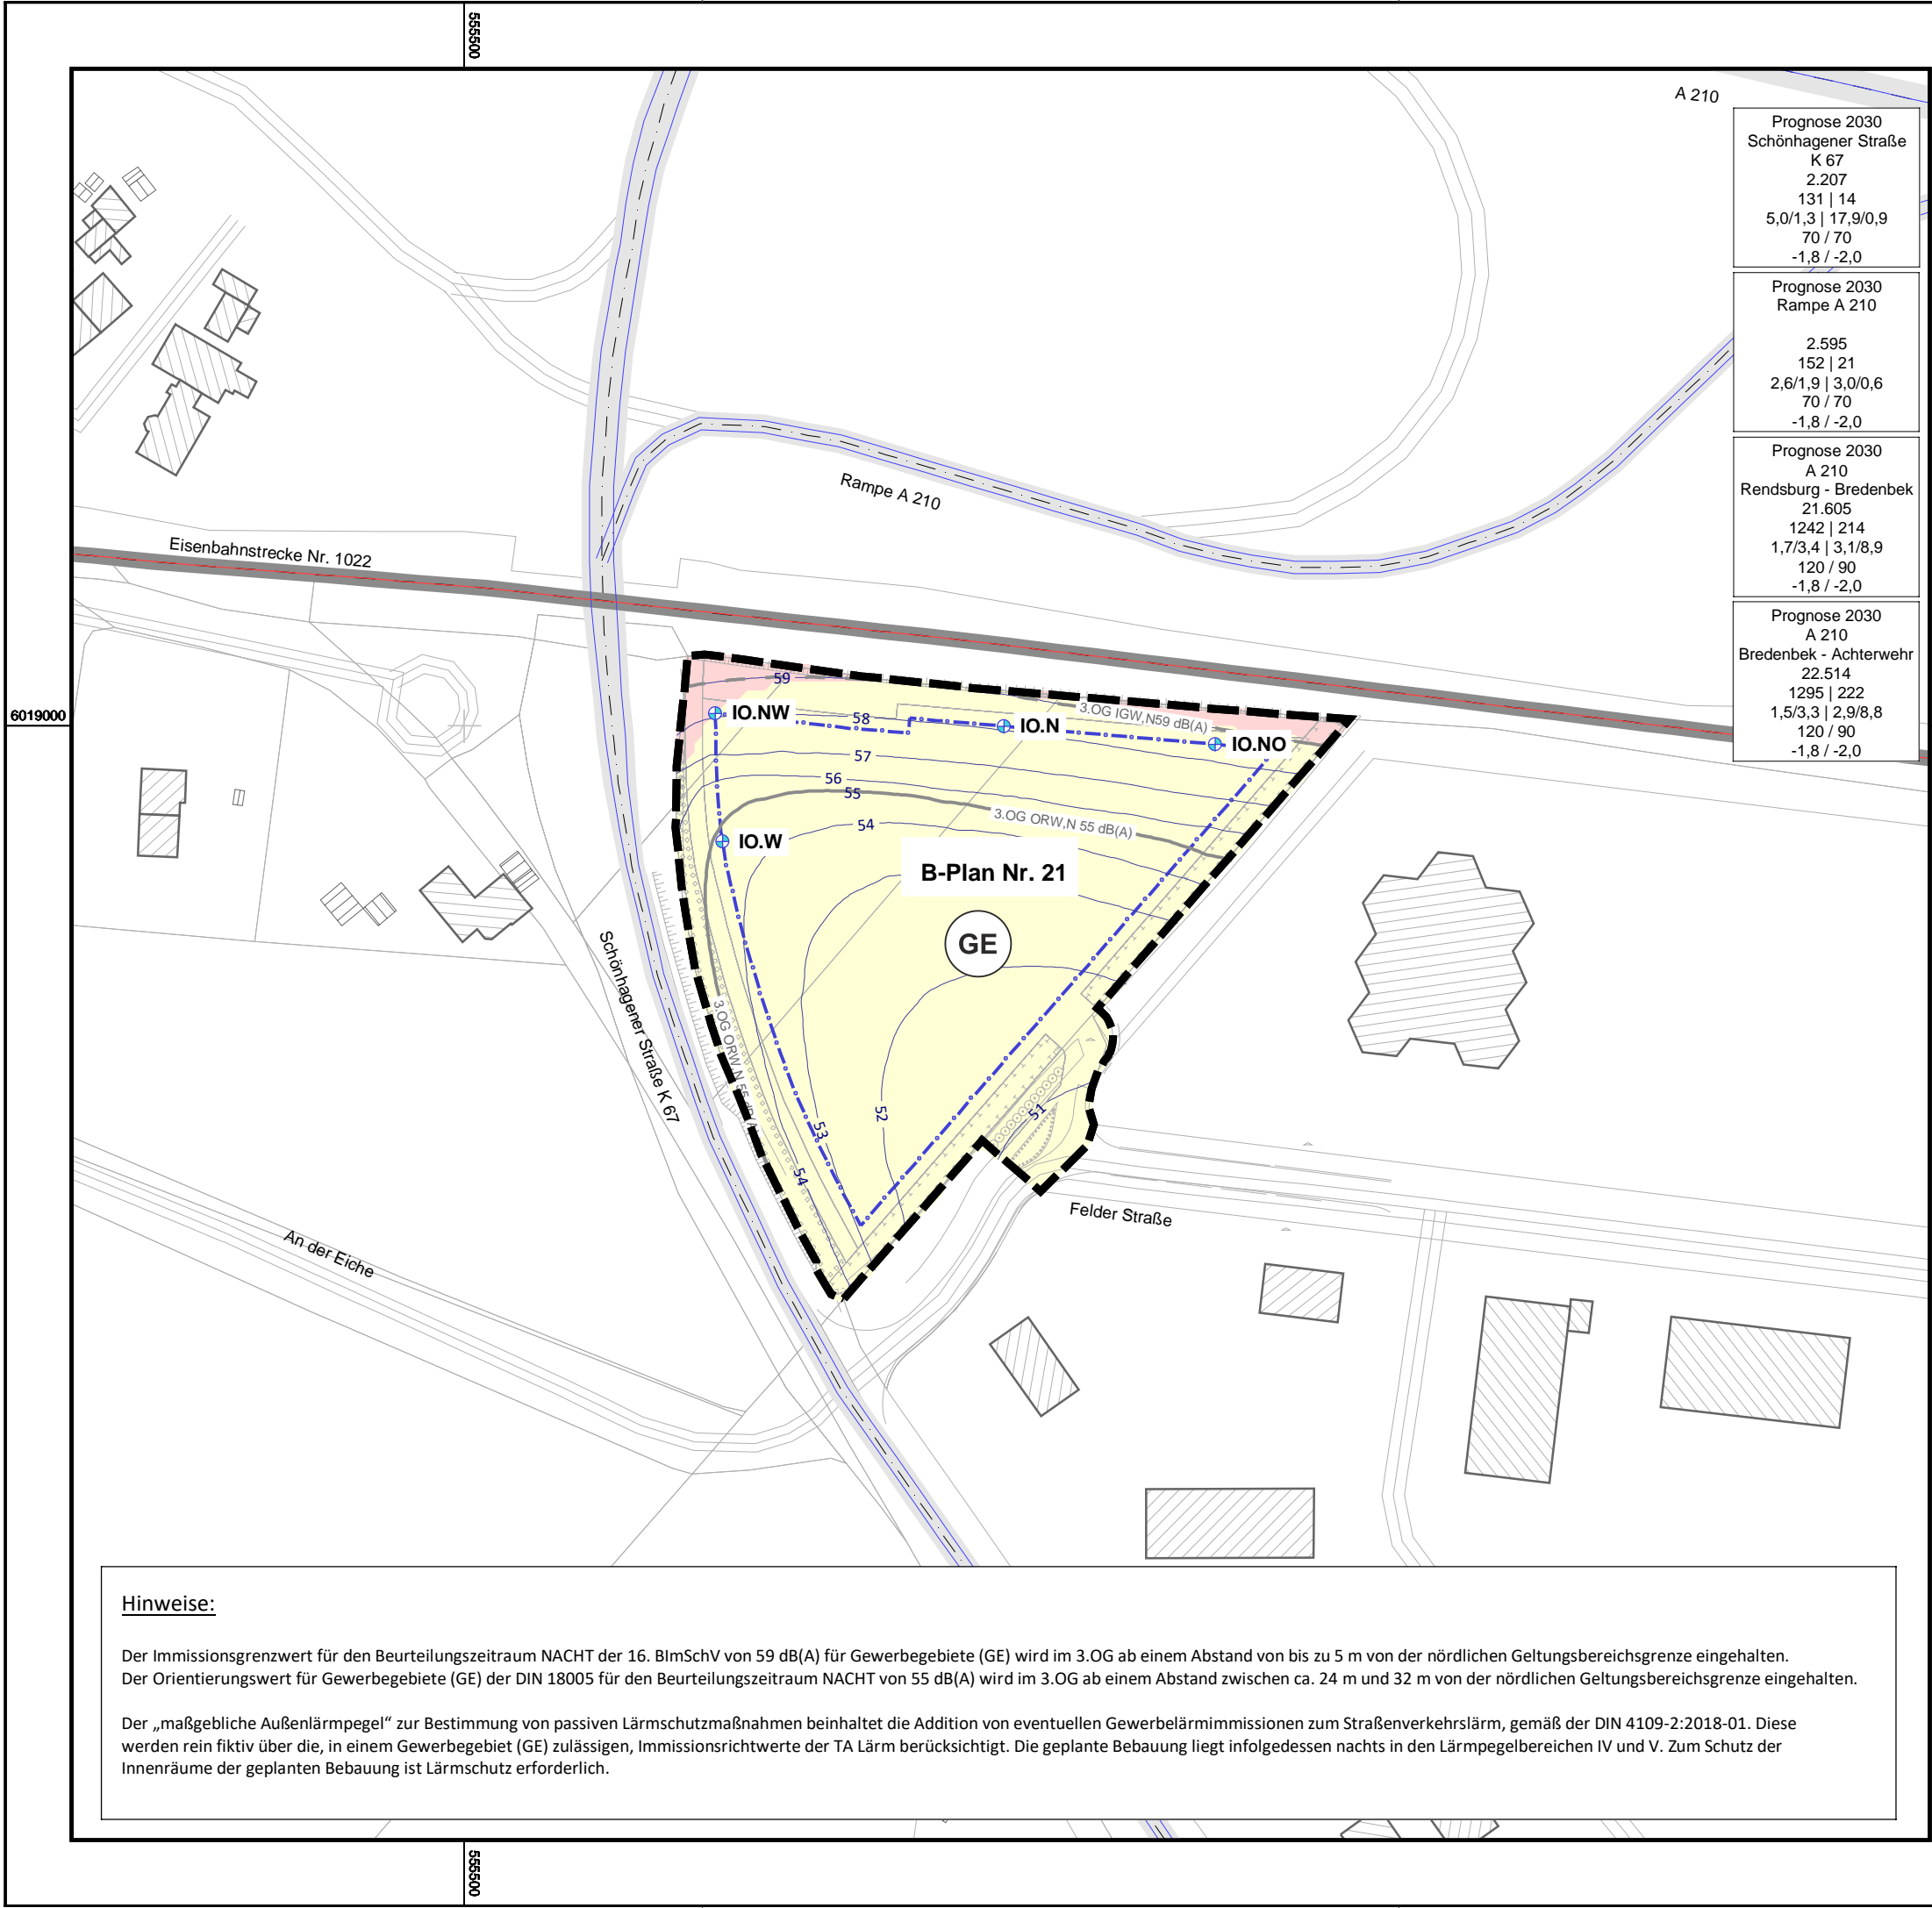 555500
A 210
Prognose 2030
Schönhagener Straße
K 67
2.207
131 | 14
5,0/1,3 | 17,9/0,9
70 / 70
-1,8 / -2,0
Prognose 2030
Rampe A 210
2.595
152 | 21
2,6/1,9 | 3,0/0,6
70 / 70
-1,8 / -2,0
Prognose 2030
A 210
Rendsburg - Bredenbek
21.605
1242 | 214
1,7/3,4 | 3,1/8,9
120 / 90
-1,8 / -2,0
Prognose 2030
A 210
Bredenbek - Achterwehr
22.514
1295 | 222
1,5/3,3 | 2,9/8,8
120 / 90
-1,8 / -2,0
Rampe A 210
Eisenbahnstrecke Nr. 1022
6019000
59
IO.NW
58
IO.N
3.OG IGW,N59 dB(A)
IO.NO
57
56
55
3.OG ORW,N 55 dB(A)
54
IO.W
B-Plan Nr. 21
GE
Schönhagener Straße K 67
3.OG ORW,N 55 dB(A)
52
51
53
54
Felder Straße
An der Eiche
Hinweise:
Der Immissionsgrenzwert für den Beurteilungszeitraum NACHT der 16. BImSchV von 59 dB(A) für Gewerbegebiete (GE) wird im 3.OG ab einem Abstand von bis zu 5 m von der nördlichen Geltungsbereichsgrenze eingehalten.
Der Orientierungswert für Gewerbegebiete (GE) der DIN 18005 für den Beurteilungszeitraum NACHT von 55 dB(A) wird im 3.OG ab einem Abstand zwischen ca. 24 m und 32 m von der nördlichen Geltungsbereichsgrenze eingehalten.
Der „maßgebliche Außenlärmpegel“ zur Bestimmung von passiven Lärmschutzmaßnahmen beinhaltet die Addition von eventuellen Gewerbelärmimmissionen zum Straßenverkehrslärm, gemäß der DIN 4109-2:2018-01. Diese
werden rein fiktiv über die, in einem Gewerbegebiet (GE) zulässigen, Immissionsrichtwerte der TA Lärm berücksichtigt. Die geplante Bebauung liegt infolgedessen nachts in den Lärmpegelbereichen IV und V. Zum Schutz der
Innenräume der geplanten Bebauung ist Lärmschutz erforderlich.
555500